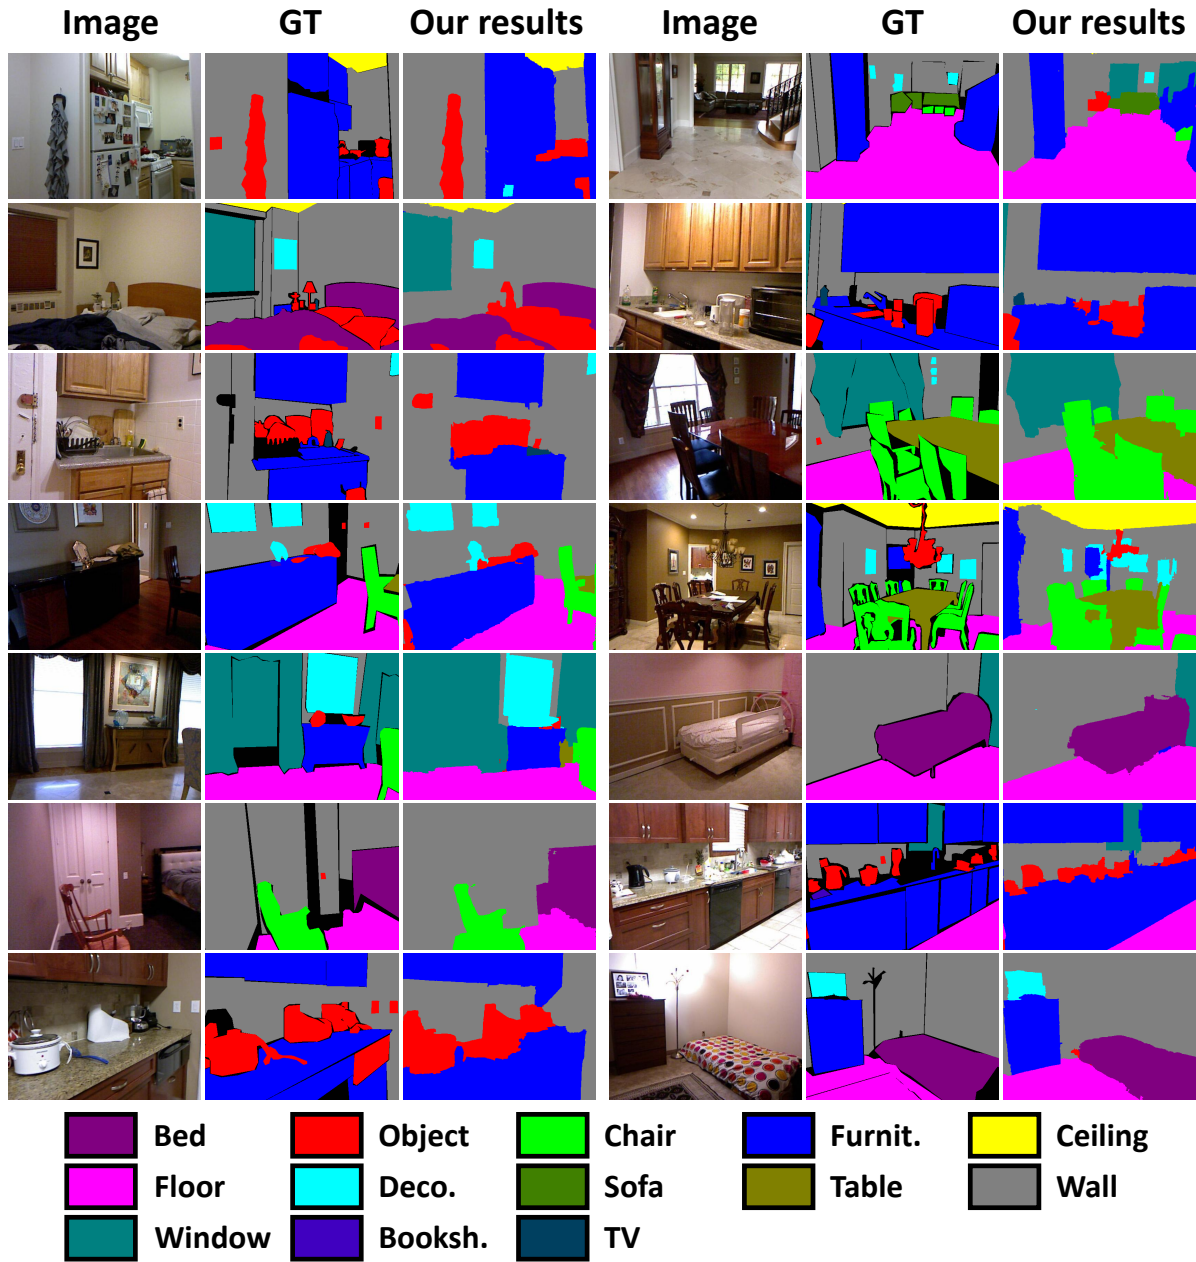 Image GT Our results Image GT Our results
Bed Object Chair Furnit. Ceiling
Floor Deco. Sofa Table Wall
Window Booksh. TV